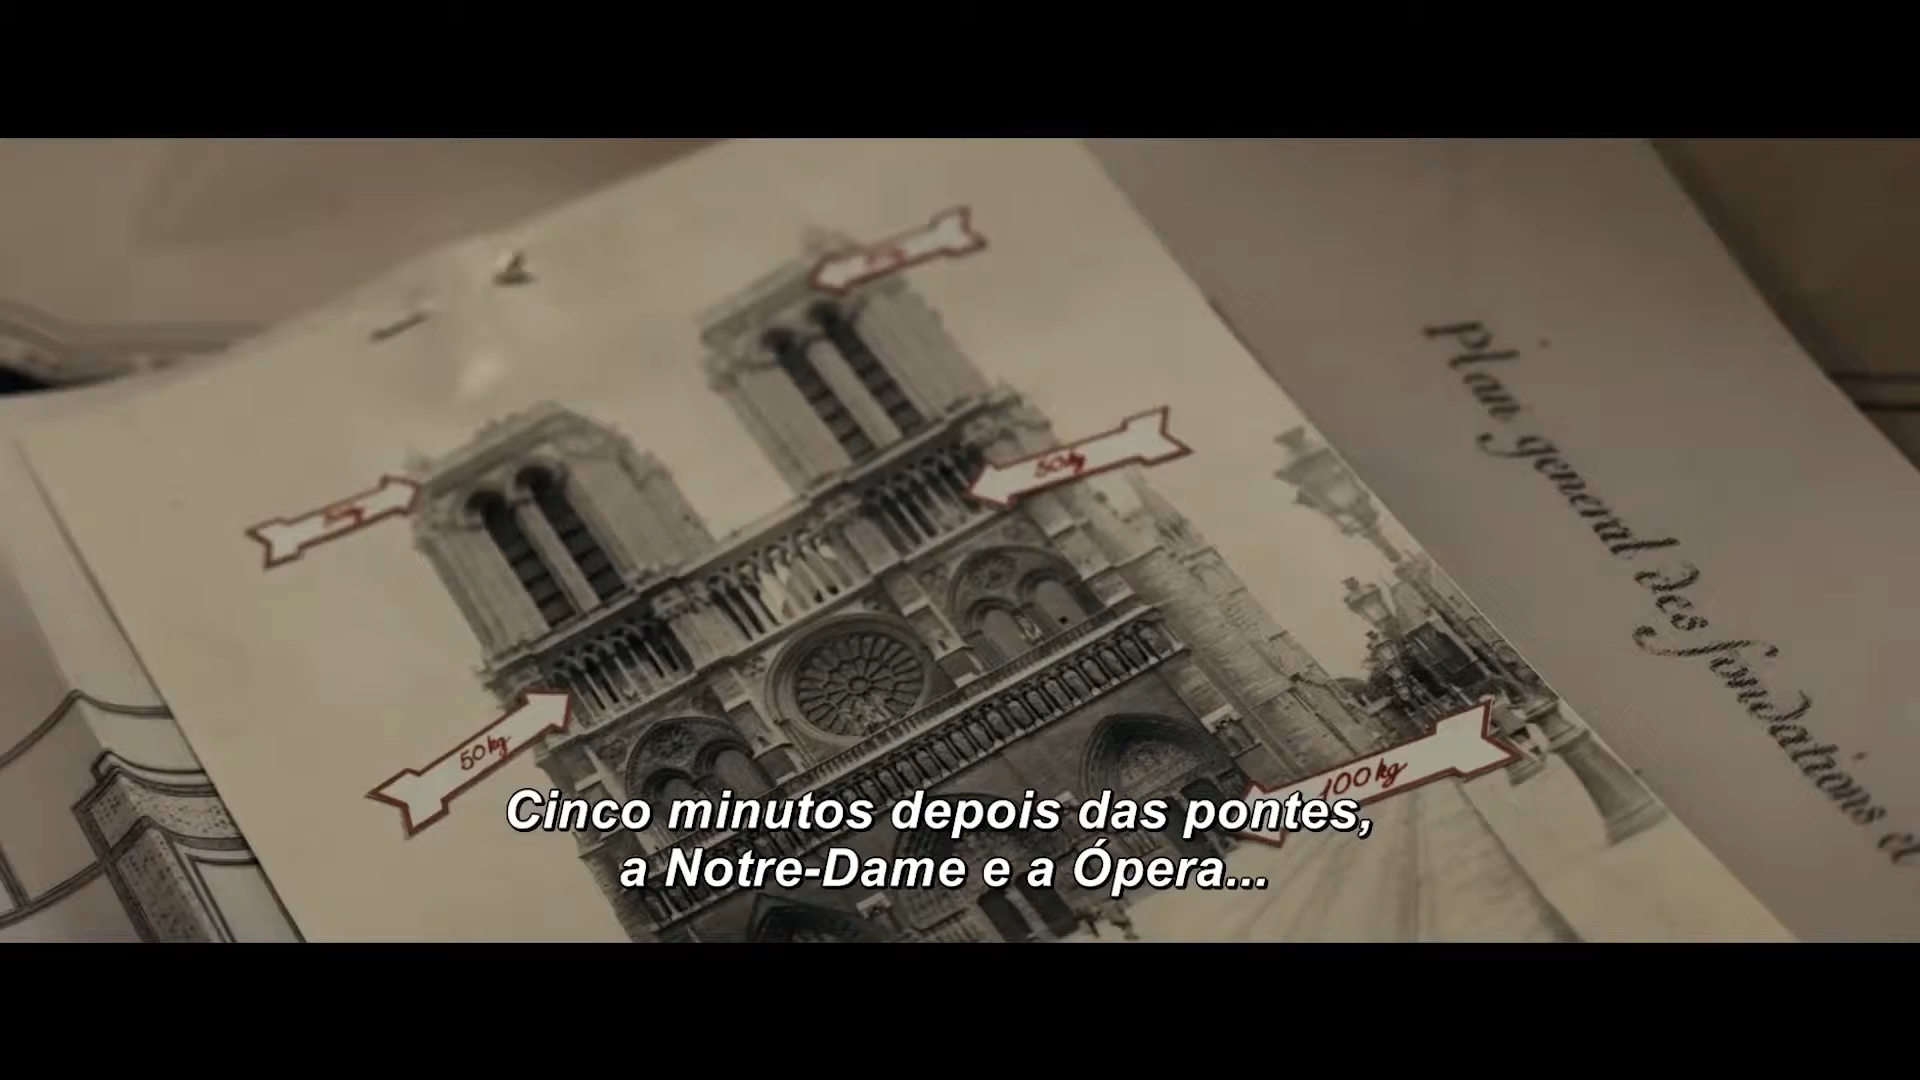 50kg
Plan general des fondations et
50kg
100kg
Cinco minutos depois das pontes,
a Notre-Dame e a Ópera...